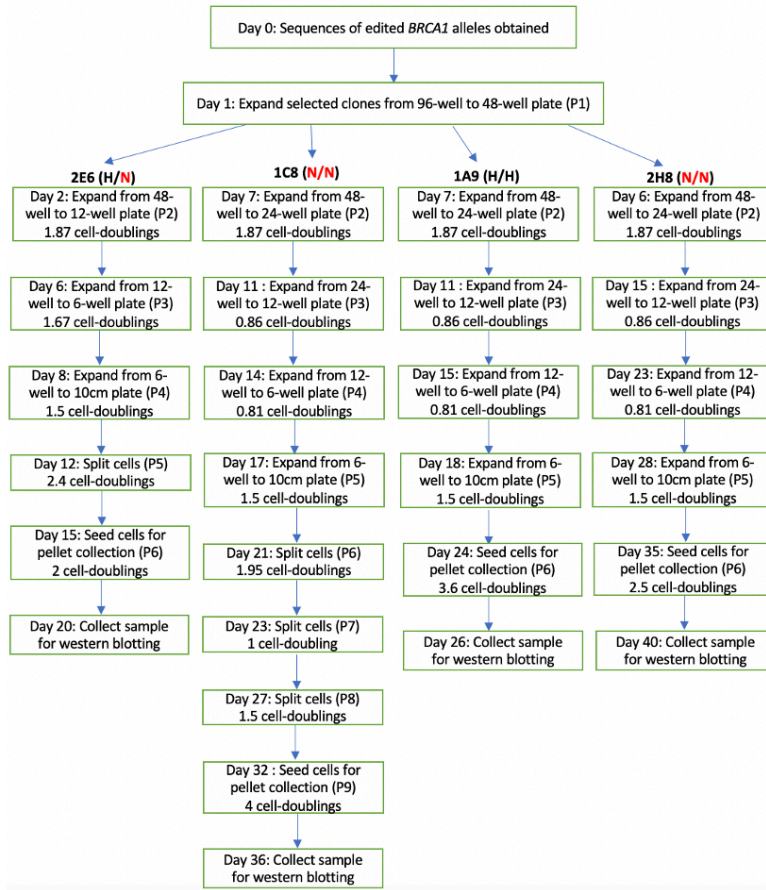 Day 0: Sequences of edited BRCA1 alleles obtained
Day 1: Expand selected clones from 96-well to 48-well plate (P1)
2E6 (H/N)
Day 2: Expand from 48-
well to 12-well plate (P2)
1.87 cell-doublings
Day 6: Expand from 12-
well to 6-well plate (P3)
1.67 cell-doublings
Day 8: Expand from 6-
well to 10cm plate (P4)
1.5 cell-doublings
Day 12: Split cells (P5)
2.4 cell-doublings
Day 15: Seed cells for
pellet collection (P6)
2 cell-doublings
Day 20: Collect sample
for western blotting
1C8 (N/N)
Day 7: Expand from 48-
well to 24-well plate (P2)
1.87 cell-doublings
Day 11 : Expand from 24-
well to 12-well plate (P3)
0.86 cell-doublings
Day 14: Expand from 12-
well to 6-well plate (P4)
0.81 cell-doublings
Day 17: Expand from 6-
well to 10cm plate (P5)
1.5 cell-doublings
Day 21: Split cells (P6)
1.95 cell-doublings
Day 23: Split cells (P7)
1 cell-doubling
Day 27: Split cells (P8)
1.5 cell-doublings
Day 32 : Seed cells for
pellet collection (P9)
4 cell-doublings
Day 36: Collect sample
for western blotting
1A9 (H/H)
Day 7: Expand from 48-
well to 24-well plate (P2)
1.87 cell-doublings
Day 11 : Expand from 24-
well to 12-well plate (P3)
0.86 cell-doublings
Day 15: Expand from 12-
well to 6-well plate (P4)
0.81 cell-doublings
Day 18: Expand from 6-
well to 10cm plate (P5)
1.5 cell-doublings
Day 24: Seed cells for
pellet collection (P6)
3.6 cell-doublings
Day 26: Collect sample
for western blotting
2H8 (N/N)
Day 6: Expand from 48-
well to 24-well plate (P2)
1.87 cell-doublings
Day 15: Expand from 24-
well to 12-well plate (P3)
0.86 cell-doublings
Day 23: Expand from 12-
well to 6-well plate (P4)
0.81 cell-doublings
Day 28: Expand from 6-
well to 10cm plate (P5)
1.5 cell-doublings
Day 35: Seed cells for
pellet collection (P6)
2.5 cell-doublings
Day 40: Collect sample
for western blotting